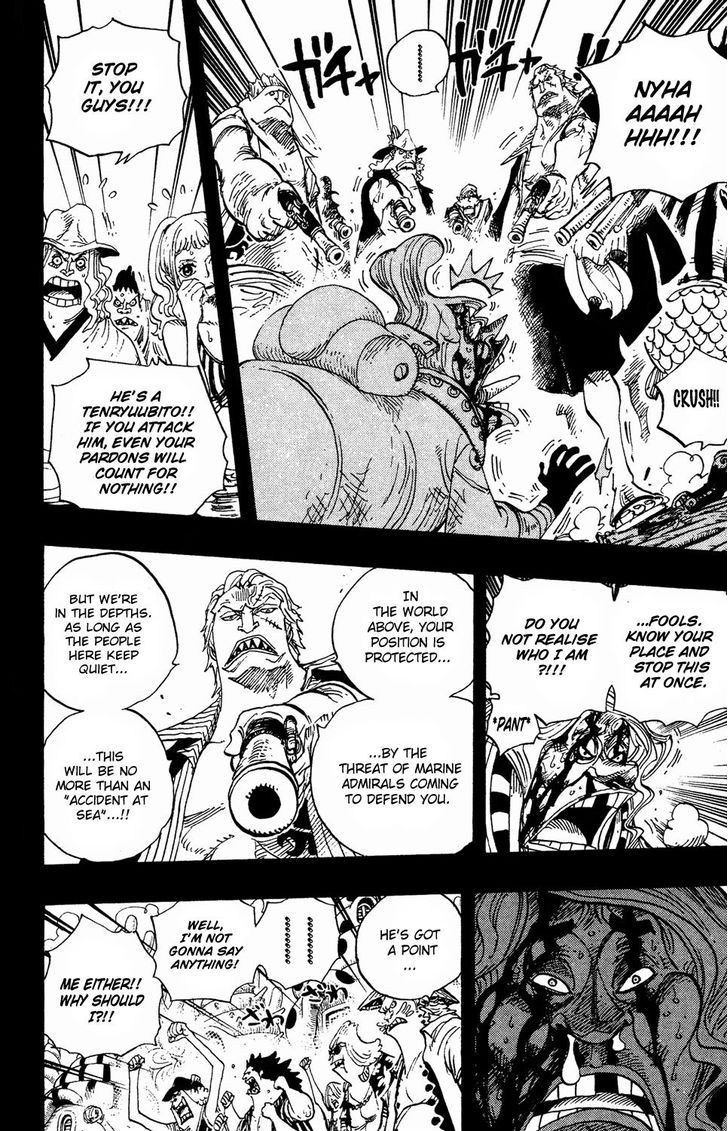 NYHA
AAAAH
HHH!!!
ガチャ
ガチャ
CRUSH!!
STOP
IT, YOU
GUYS!!!
HE'S A
TENRYUUBITO!!
IF YOU ATTACK
HIM, EVEN YOUR
PARDONS WILL
COUNT FOR
NOTHING!!
...FOOLS.
KNOW YOUR
PLACE AND
STOP THIS
AT ONCE.
DO YOU
NOT REALISE
WHO I AM
?!!!
*PANT*
IN
THE WORLD
ABOVE, YOUR
POSITION IS
PROTECTED...
...BY THE
THREAT OF MARINE
ADMIRALS COMING
TO DEFEND YOU.
BUT WE'RE
IN THE DEPTHS.
AS LONG AS
THE PEOPLE
HERE KEEP
QUIET...
...THIS
WILL BE NO
MORE THAN AN
"ACCIDENT AT
SEA"...!!
HE'S GOT
A POINT
...
WELL,
I'M NOT
GONNA SAY
ANYTHING!
ME EITHER!!
WHY SHOULD
I?!!